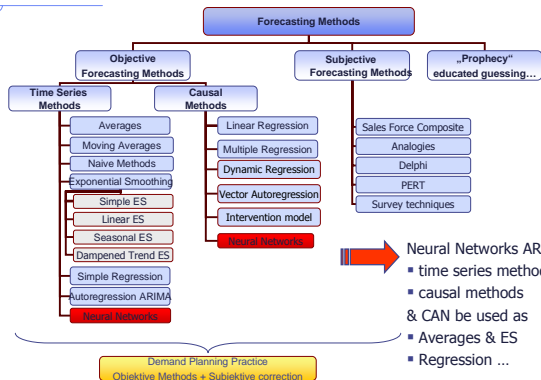 Forecasting Methods
Objective
Forecasting Methods
Subjective
Forecasting Methods
„Prophecy“
educated guessing…
Time Series
Methods
Causal
Methods
Averages
Moving Averages
Naive Methods
Exponential Smoothing
Simple ES
Linear ES
Seasonal ES
Dampened Trend ES
Simple Regression
Autoregression ARIMA
Neural Networks
Linear Regression
Multiple Regression
Dynamic Regression
Vector Autoregression
Intervention model
Neural Networks
Sales Force Composite
Analogies
Delphi
PERT
Survey techniques
Neural Networks AR
▪ time series method
▪ causal methods
& CAN be used as
▪ Averages & ES
▪ Regression …
Demand Planning Practice
Objektive Methods + Subjektive correction